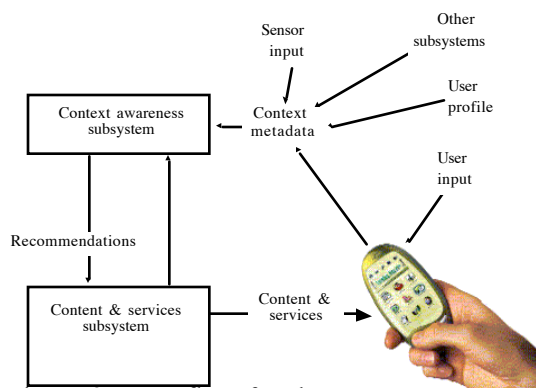 Other
subsystems
Sensor
input
User
profile
Context awareness
subsystem
Context
metadata
User
input
Recommendations
Content & services
subsystem
Content &
services